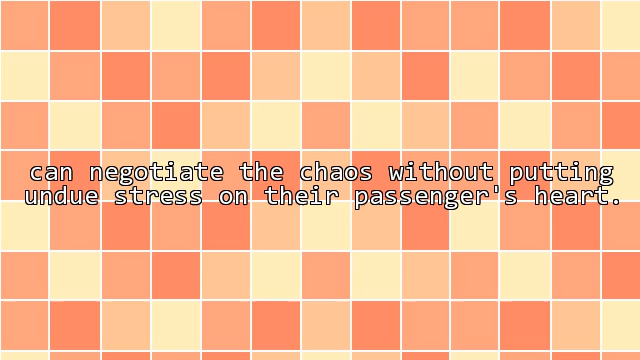 can negotiate the chaos without putting
undue stress on their passenger's heart.